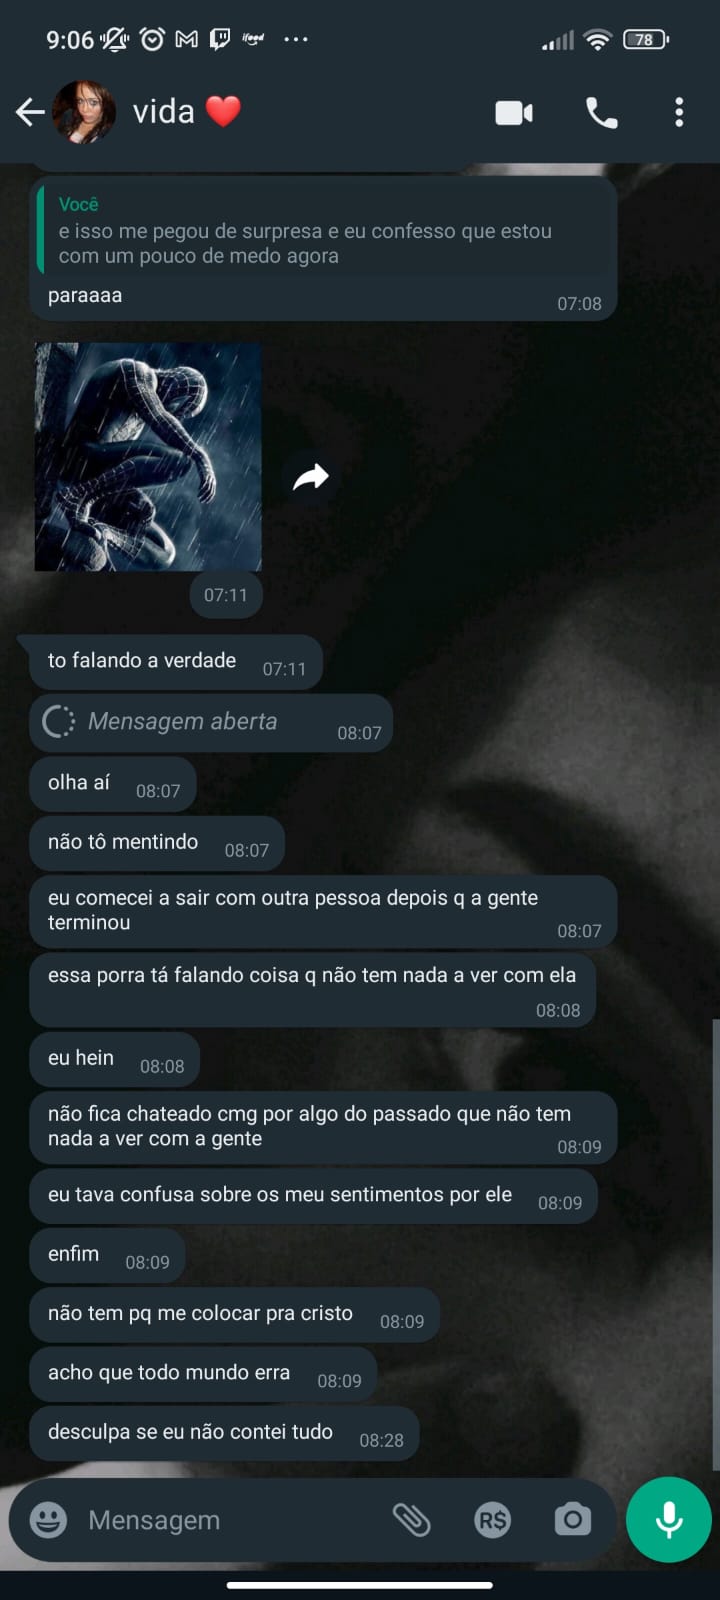 9:06
ifood
78
vida ❤️
Você
e isso me pegou de surpresa e eu confesso que estou
com um pouco de medo agora
paraaaa
07:08
07:11
to falando a verdade 07:11
Mensagem aberta 08:07
olha aí 08:07
não tô mentindo 08:07
eu comecei a sair com outra pessoa depois q a gente
terminou
08:07
essa porra tá falando coisa q não tem nada a ver com ela
08:08
eu hein 08:08
não fica chateado cmg por algo do passado que não tem
nada a ver com a gente
08:09
eu tava confusa sobre os meu sentimentos por ele 08:09
enfim 08:09
não tem pq me colocar pra cristo 08:09
acho que todo mundo erra 08:09
desculpa se eu não contei tudo 08:28
Mensagem
R$